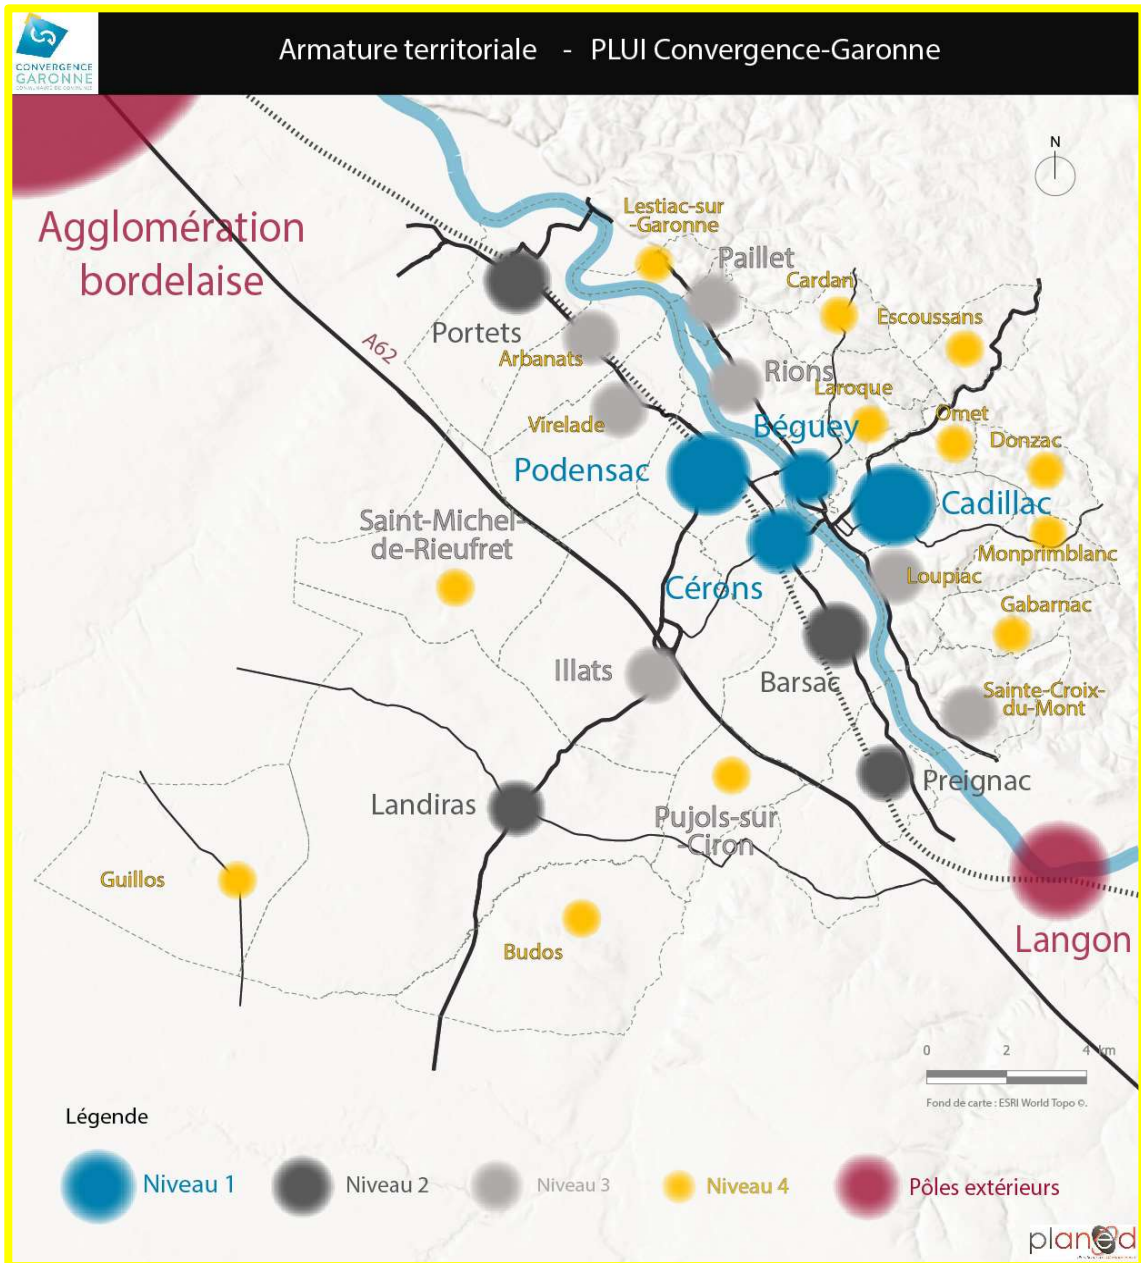 CONVERGENCE
GARONNE
Armature territoriale - PLUI Convergence-Garonne
N
Agglomération
bordelaise
A62
Lestiac-sur
-Garonne
Paillet
Cardan
Escoussans
Portets
Arbanats
Rions
Laroque
Virelade
Béguey
Omet
Donzac
Podensac
Cadillac
Saint-Michel-
de-Rieufret
Monprimblanc
Cérons
Loupiac
Gabarnac
Illats
Barsac
Sainte-Croix-
du-Mont
Preignac
Landiras
Pujols-sur
-Ciron
Guillos
Budos
Langon
0 2 4 km
Fond de carte : ESRI World Topo ©.
Légende
Niveau 1
Niveau 2
Niveau 3
Niveau 4
Pôles extérieurs
planed